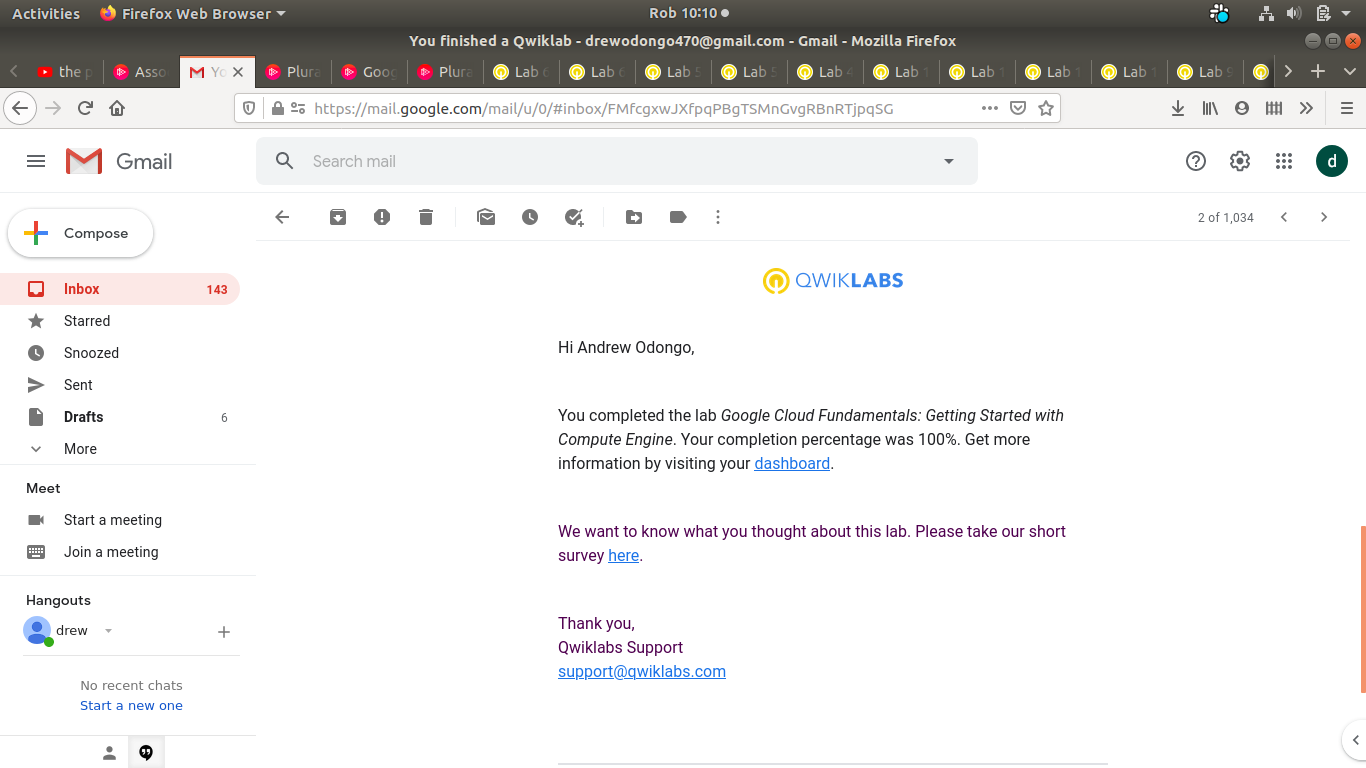 Activities Firefox Web Browser Rob 10:10
You finished a Qwiklab - drewodongo470@gmail.com - Gmail - Mozilla Firefox
the p Asso Yo Plura Goog Plura Lab 6 Lab 6 Lab 5 Lab 5 Lab 4 Lab 1 Lab 1 Lab 1 Lab 1 Lab 9
https://mail.google.com/mail/u/0/#inbox/FMfcgxwJXfpqPBgTSMnGvgRBnRTjpqSG
Gmail
Search mail
d
Compose
2 of 1,034
Inbox 143
Starred
Snoozed
Sent
Drafts 6
More
Meet
Start a meeting
Join a meeting
Hangouts
drew
No recent chats
Start a new one
QWIKLABS
Hi Andrew Odongo,
You completed the lab Google Cloud Fundamentals: Getting Started with
Compute Engine. Your completion percentage was 100%. Get more
information by visiting your dashboard.
We want to know what you thought about this lab. Please take our short
survey here.
Thank you,
Qwiklabs Support
support@qwiklabs.com